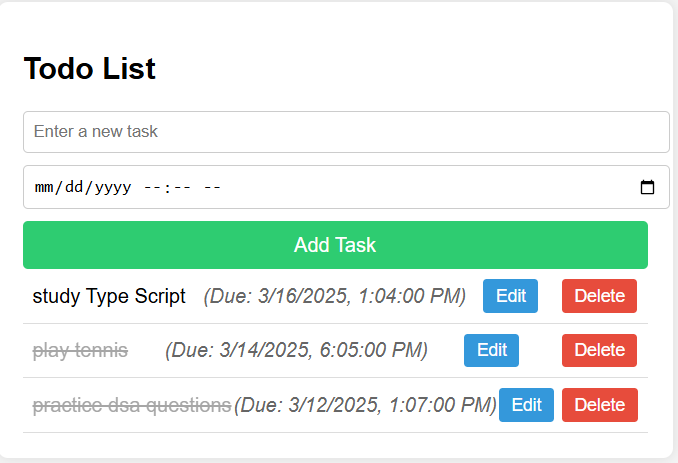 Todo List
Enter a new task
mm/dd/yyyy --:-- --
Add Task
study Type Script (Due: 3/16/2025, 1:04:00 PM) Edit Delete
play tennis (Due: 3/14/2025, 6:05:00 PM) Edit Delete
practice dsa questions (Due: 3/12/2025, 1:07:00 PM) Edit Delete